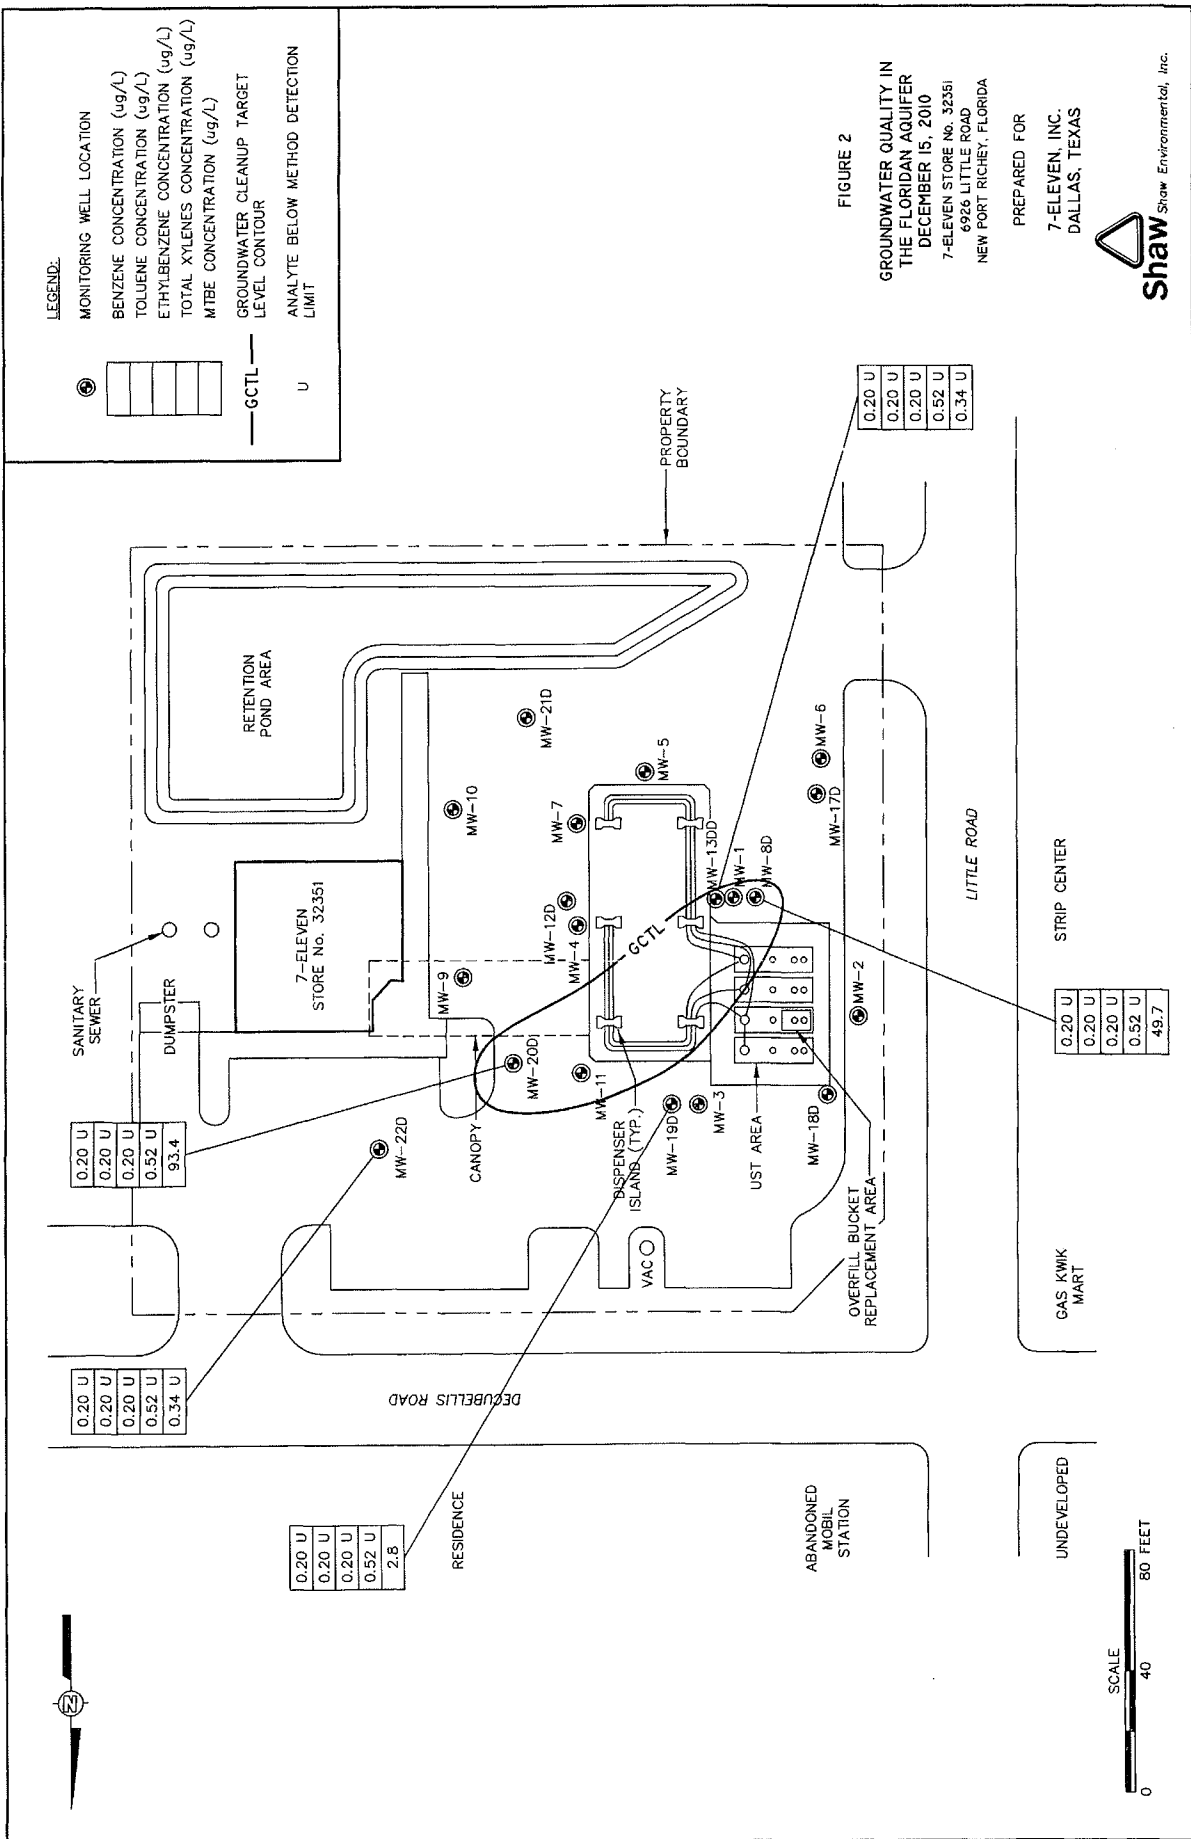 LEGEND:
MONITORING WELL LOCATION
BENZENE CONCENTRATION (ug/L)
TOLUENE CONCENTRATION (ug/L)
ETHYLBENZENE CONCENTRATION (ug/L)
TOTAL XYLENES CONCENTRATION (ug/L)
MTBE CONCENTRATION (ug/L)
GCTL
GROUNDWATER CLEANUP TARGET
LEVEL CONTOUR
U
ANALYTE BELOW METHOD DETECTION
LIMIT
N
0.20 U
0.20 U
0.20 U
0.52 U
0.34 U
0.20 U
0.20 U
0.20 U
0.52 U
93.4
SANITARY
SEWER
DUMPSTER
7-ELEVEN
STORE No. 32351
RETENTION
POND AREA
0.20 U
0.20 U
0.20 U
0.52 U
2.8
RESIDENCE
DECUBELLIS ROAD
MW-22D
CANOPY
MW-20D
MW-9
MW-10
MW-21D
MW-11
MW-12D
MW-4
MW-7
MW-5
GCTL
DISPENSER
ISLAND (TYP.)
MW-19D
MW-3
VAC
UST AREA
MW-18D
MW-13DD
MW-1
MW-8D
MW-2
MW-17D
MW-6
PROPERTY
BOUNDARY
OVERFILL BUCKET
REPLACEMENT AREA
ABANDONED
MOBIL
STATION
0.20 U
0.20 U
0.20 U
0.52 U
0.34 U
LITTLE ROAD
UNDEVELOPED
GAS KWIK
MART
STRIP CENTER
0.20 U
0.20 U
0.20 U
0.52 U
49.7
SCALE
0 40 80 FEET
FIGURE 2
GROUNDWATER QUALITY IN
THE FLORIDAN AQUIFER
DECEMBER 15, 2010
7-ELEVEN STORE No. 32351
6926 LITTLE ROAD
NEW PORT RICHEY, FLORIDA
PREPARED FOR
7-ELEVEN, INC.
DALLAS, TEXAS
Shaw Shaw Environmental, Inc.